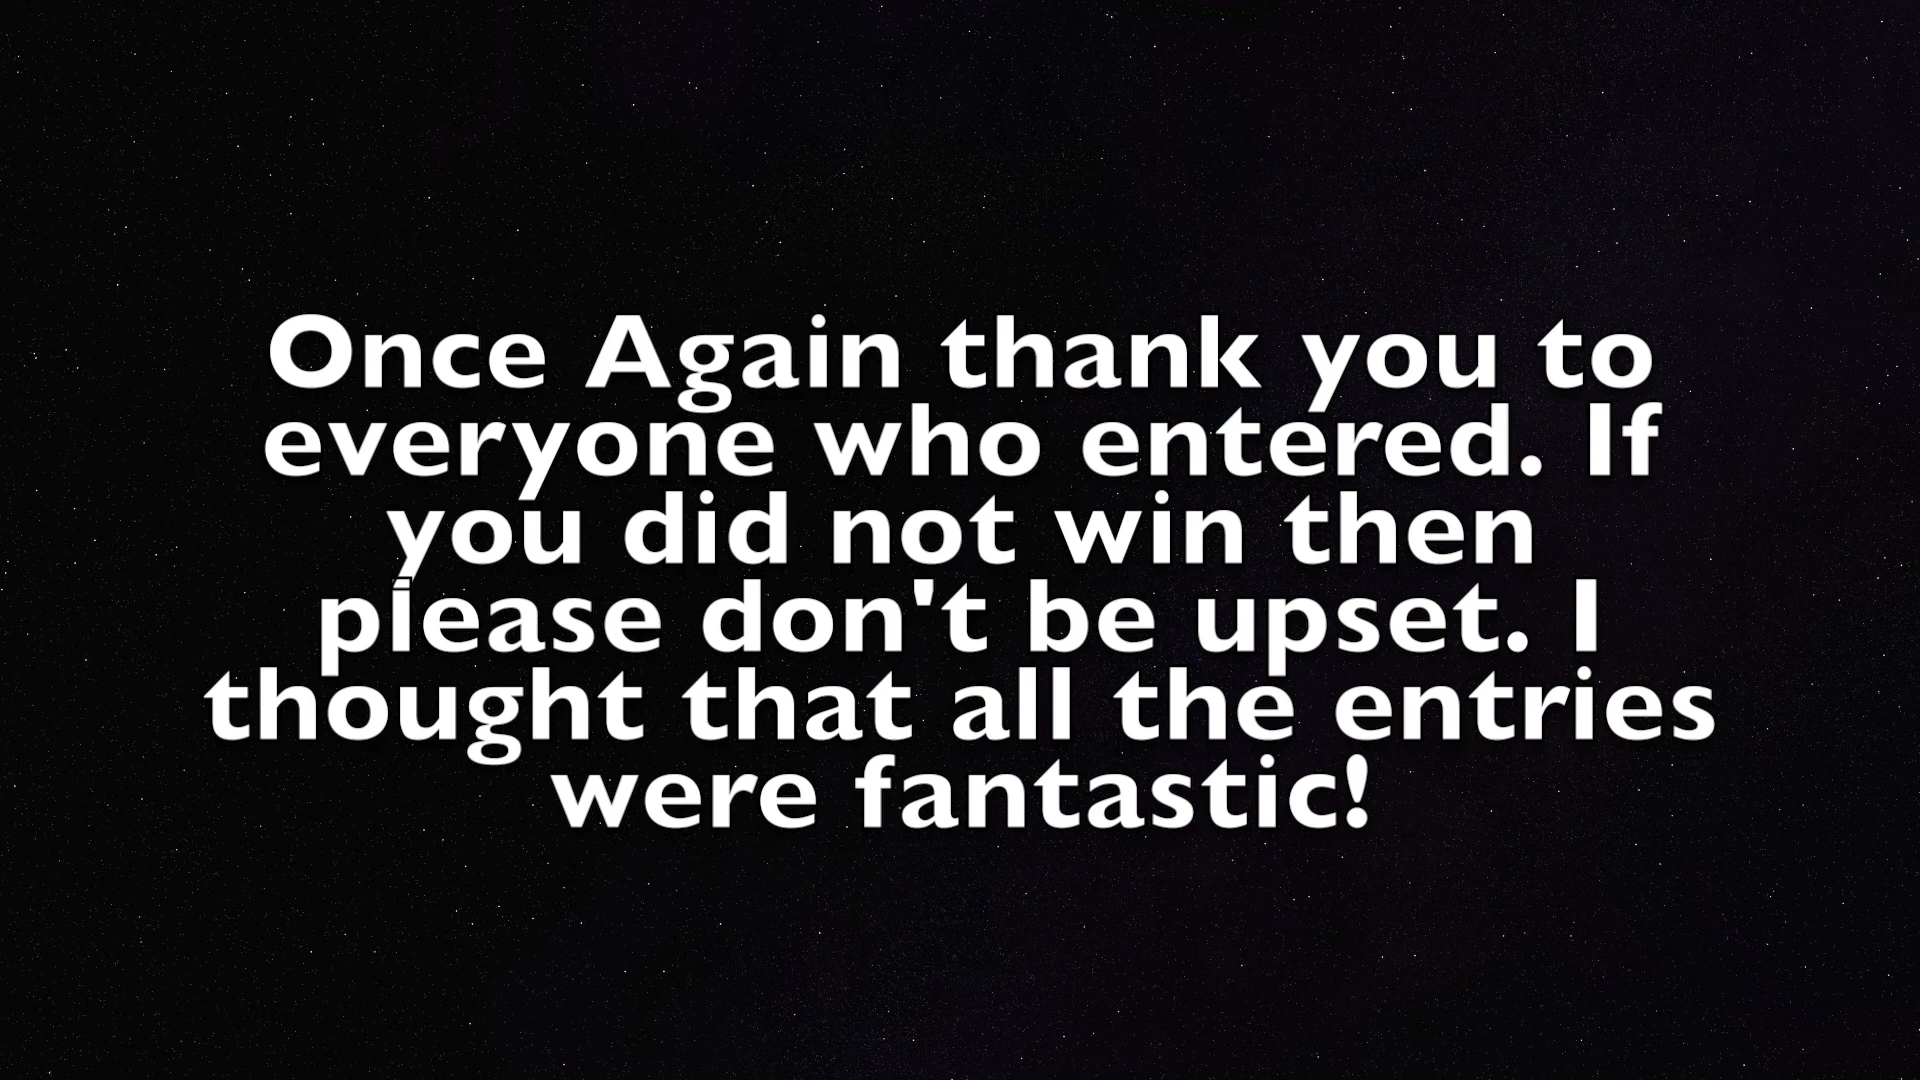 Once Again thank you to
everyone who entered. If
you did not win then
please don't be upset. I
thought that all the entries
were fantastic!